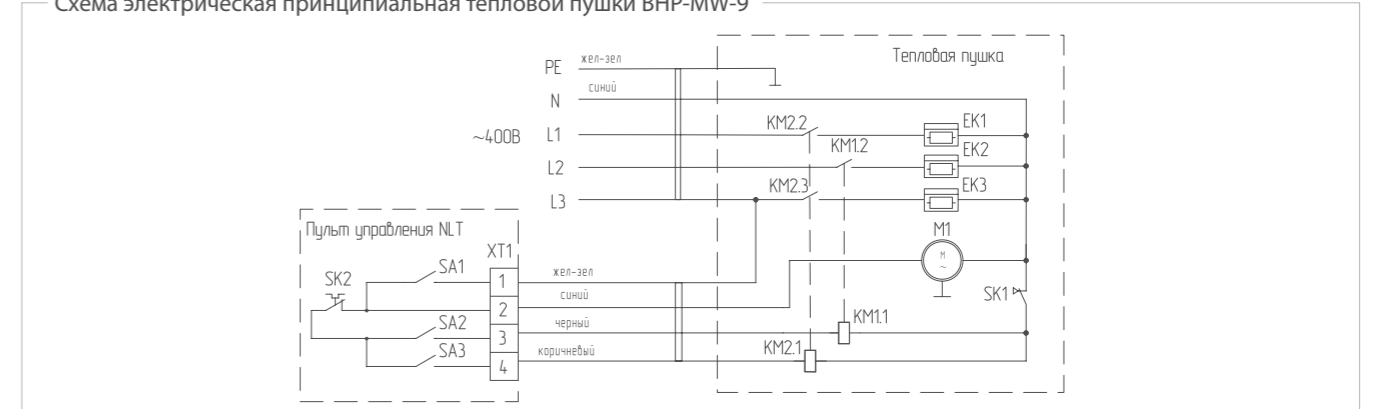 Схема электрическая принципиальная тепловой пушки BHP-MW-9
Тепловая пушка
PE жел-зел
N синий
~400В L1 KM2.2 EK1
L2 KM1.2 EK2
L3 KM2.3 EK3
M1
M
~
SK1
Пульт управления NLT
XT1
SK2 SA1 1 жел-зел
2 синий
SA2 3 черный KM1.1
SA3 4 коричневый KM2.1